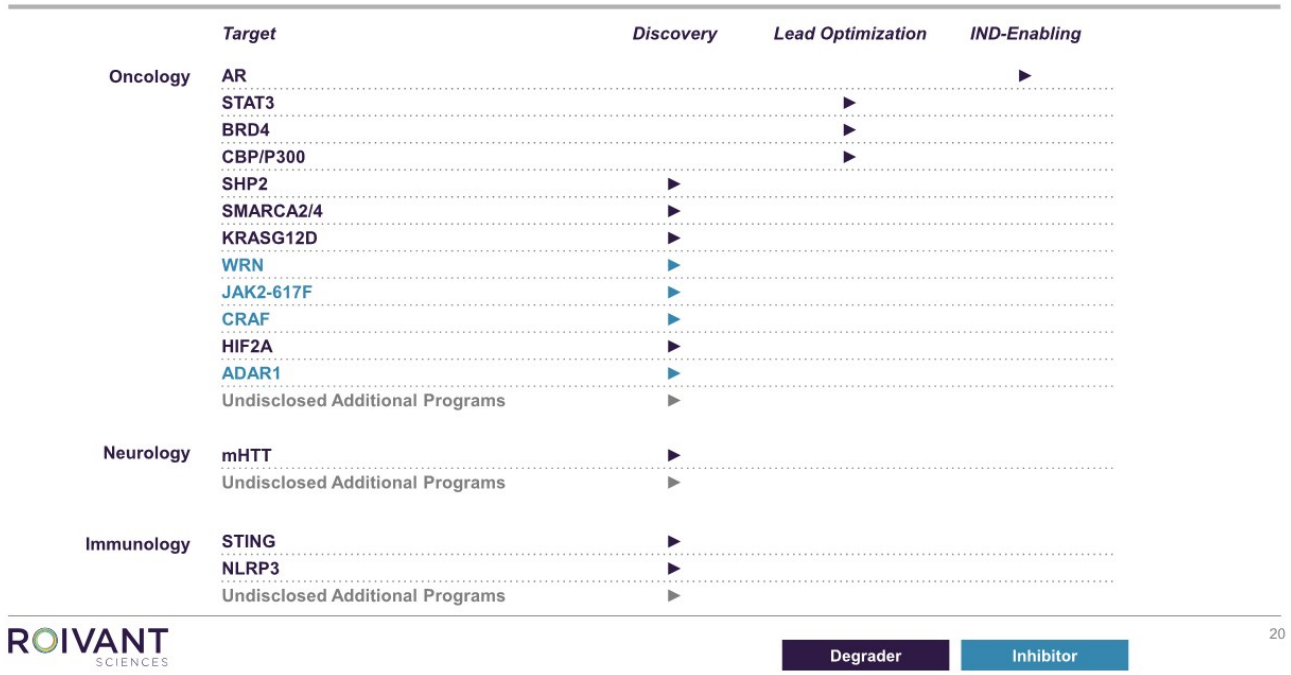 Target Discovery Lead Optimization IND-Enabling
Oncology AR ►
STAT3 ►
BRD4 ►
CBP/P300 ►
SHP2 ►
SMARCA2/4 ►
KRASG12D ►
WRN ►
JAK2-617F ►
CRAF ►
HIF2A ►
ADAR1 ►
Undisclosed Additional Programs ►
Neurology mHTT ►
Undisclosed Additional Programs ►
Immunology STING ►
NLRP3 ►
Undisclosed Additional Programs ►
ROIVANT
SCIENCES
Degrader Inhibitor
20